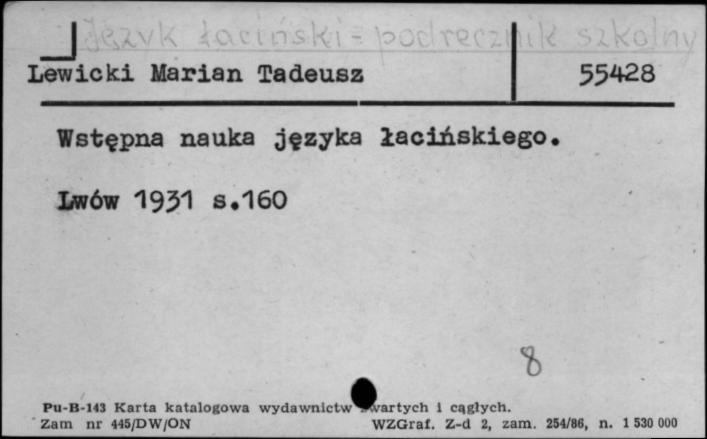 Język łaciński = podręcznik szkolny
Lewicki Marian Tadeusz 55428
Wstępna nauka języka łacińskiego.
Lwów 1931 s.160
8
Pu-B-143 Karta katalogowa wydawnictw zwartych i cągłych.
Zam nr 445/DW/ON WZGraf. Z-d 2, zam. 254/86, n. 1 530 000